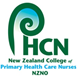 PHCN
New Zealand College of
Primary Health Care Nurses
NZNO